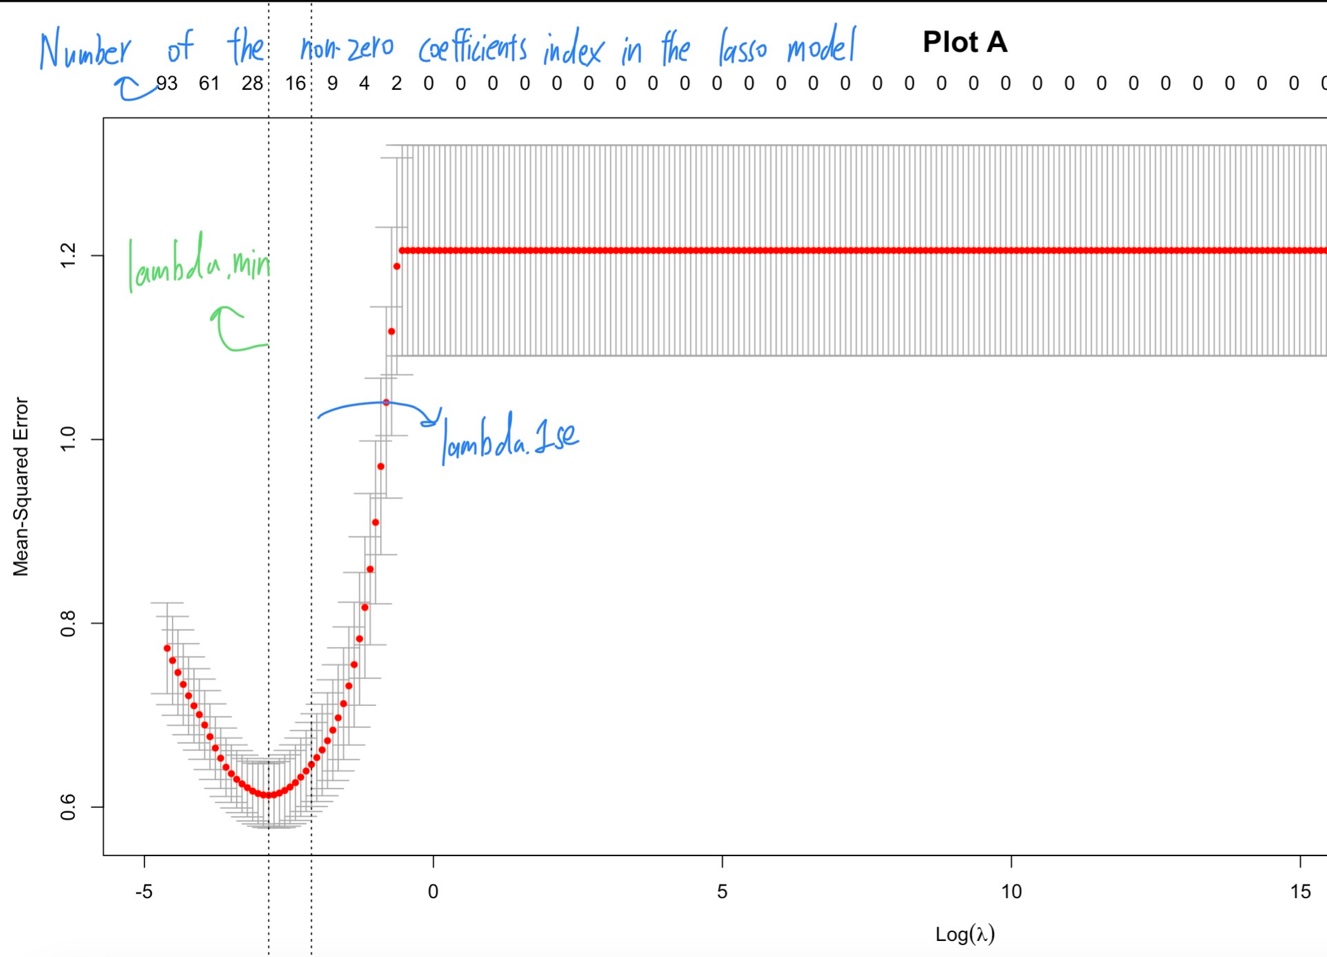 Number of the non-zero coefficients index in the lasso model Plot A
93 61 28 16 9 4 2 0 0 0 0 0 0 0 0 0 0 0 0 0 0 0 0 0 0 0 0 0 0 0 0 0 0 0 0 0
lambda.min
lambda.1se
Mean-Squared Error
1.2
1.0
0.8
0.6
-5 0 5 10 15
Log(λ)